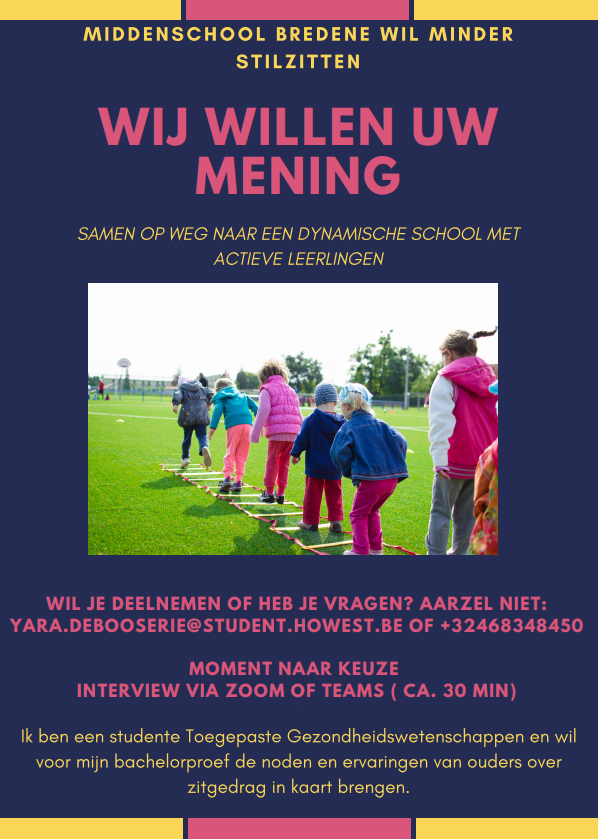 MIDDENSCHOOL BREDENE WIL MINDER
STILZITTEN
WIJ WILLEN UW
MENING
SAMEN OP WEG NAAR EEN DYNAMISCHE SCHOOL MET
ACTIEVE LEERLINGEN
WIL JE DEELNEMEN OF HEB JE VRAGEN? AARZEL NIET:
YARA.DEBOOSERIE@STUDENT.HOWEST.BE OF +32468348450
MOMENT NAAR KEUZE
INTERVIEW VIA ZOOM OF TEAMS ( CA. 30 MIN)
Ik ben een studente Toegepaste Gezondheidswetenschappen en wil
voor mijn bachelorproef de noden en ervaringen van ouders over
zitgedrag in kaart brengen.